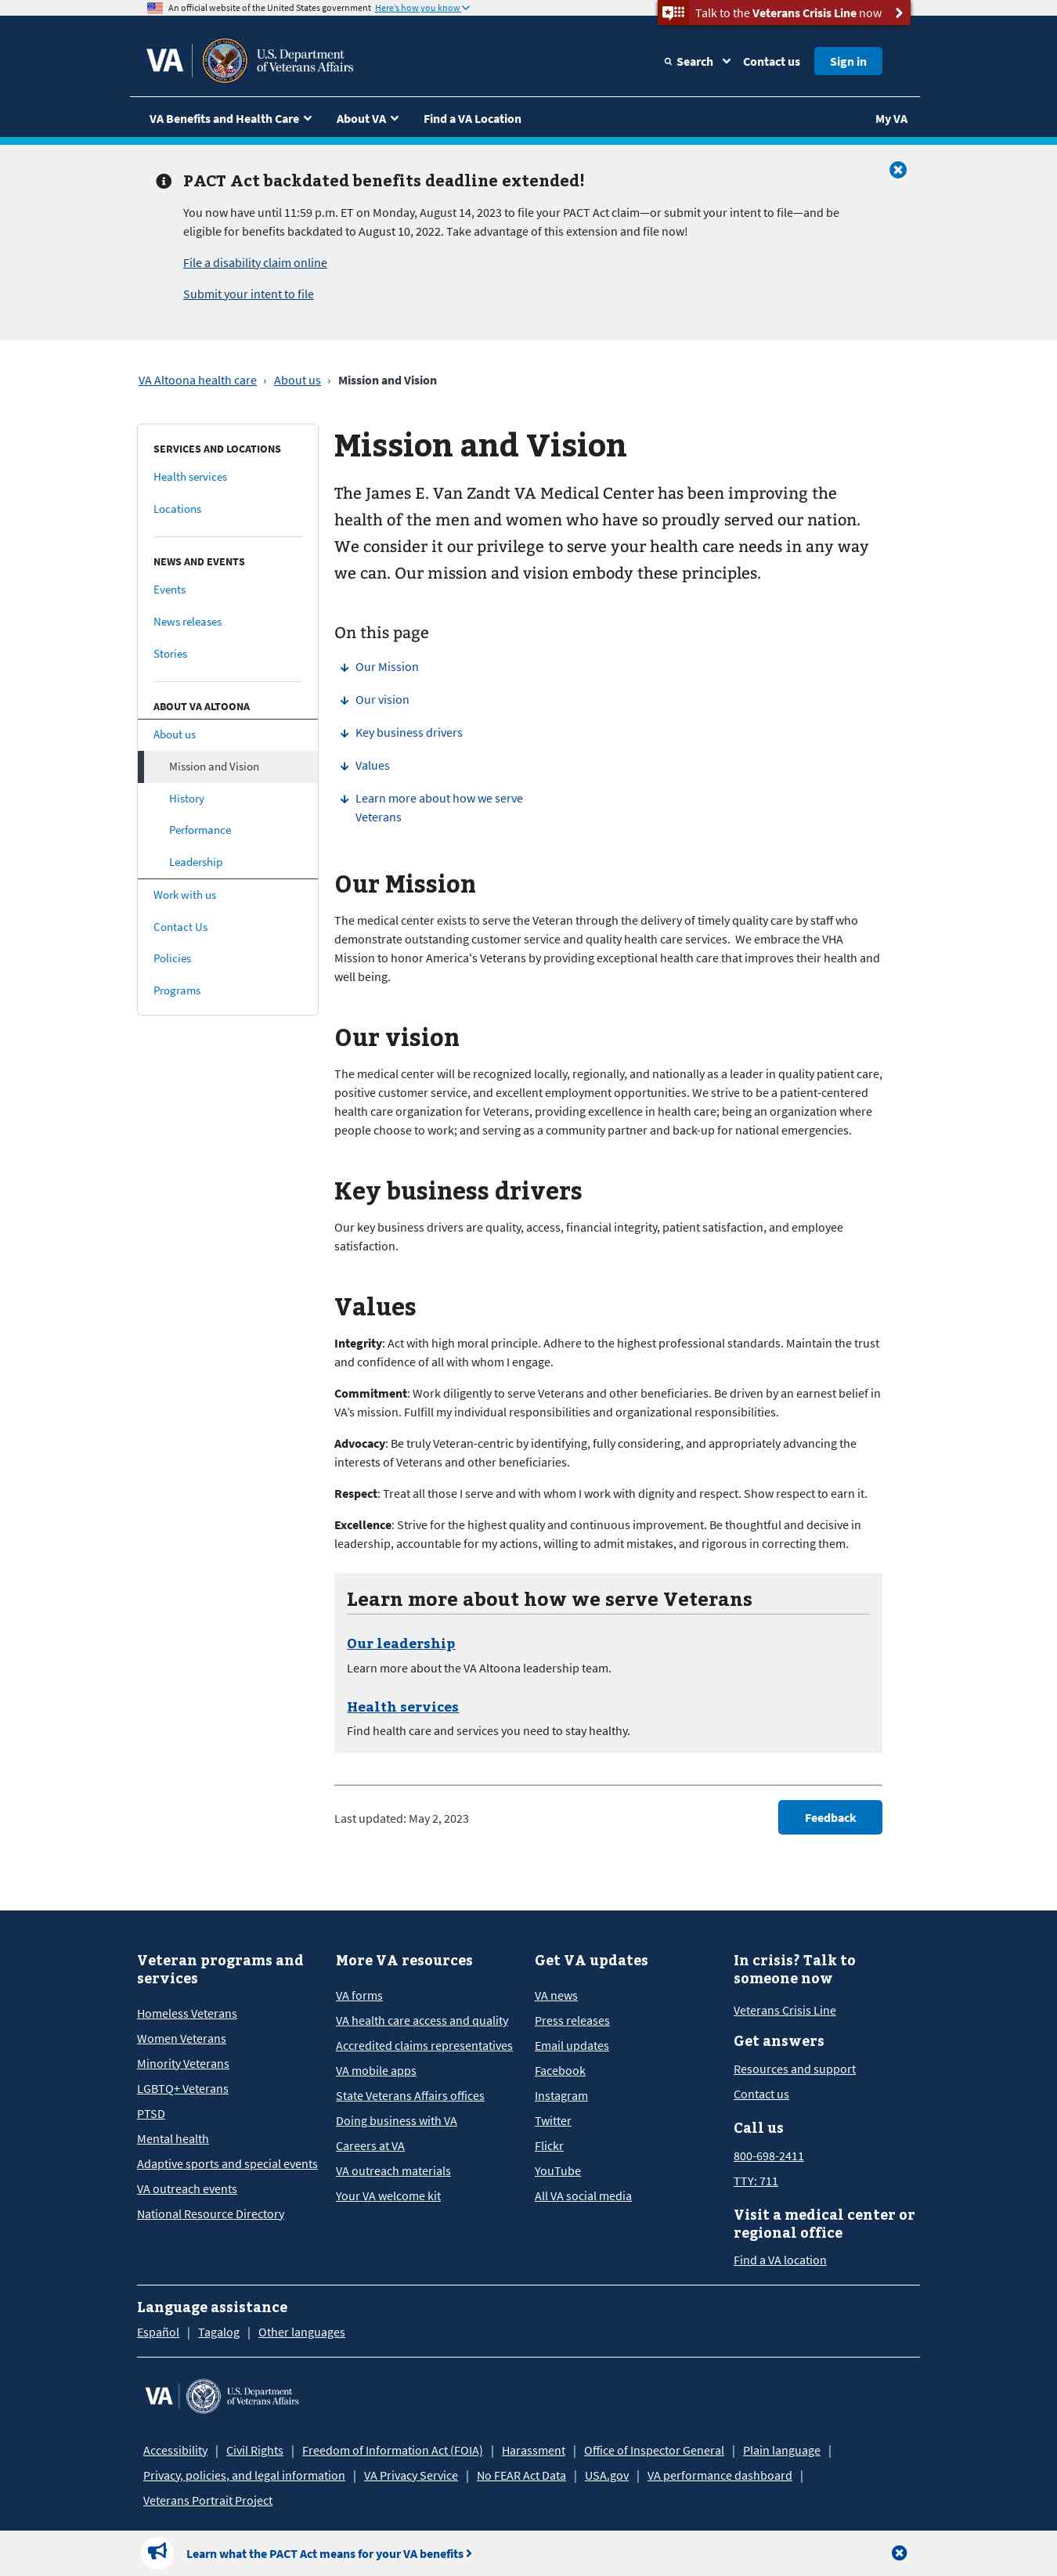 An official website of the United States government Here's how you know
Talk to the Veterans Crisis Line now
VA
U.S. Department
of Veterans Affairs
Search
Contact us
Sign in
VA Benefits and Health Care
About VA
Find a VA Location
My VA
PACT Act backdated benefits deadline extended!
You now have until 11:59 p.m. ET on Monday, August 14, 2023 to file your PACT Act claim—or submit your intent to file—and be
eligible for benefits backdated to August 10, 2022. Take advantage of this extension and file now!
File a disability claim online
Submit your intent to file
VA Altoona health care › About us › Mission and Vision
SERVICES AND LOCATIONS
Health services
Locations
NEWS AND EVENTS
Events
News releases
Stories
ABOUT VA ALTOONA
About us
Mission and Vision
History
Performance
Leadership
Work with us
Contact Us
Policies
Programs
Mission and Vision
The James E. Van Zandt VA Medical Center has been improving the
health of the men and women who have so proudly served our nation.
We consider it our privilege to serve your health care needs in any way
we can. Our mission and vision embody these principles.
On this page
Our Mission
Our vision
Key business drivers
Values
Learn more about how we serve
Veterans
Our Mission
The medical center exists to serve the Veteran through the delivery of timely quality care by staff who
demonstrate outstanding customer service and quality health care services. We embrace the VHA
Mission to honor America's Veterans by providing exceptional health care that improves their health and
well being.
Our vision
The medical center will be recognized locally, regionally, and nationally as a leader in quality patient care,
positive customer service, and excellent employment opportunities. We strive to be a patient-centered
health care organization for Veterans, providing excellence in health care; being an organization where
people choose to work; and serving as a community partner and back-up for national emergencies.
Key business drivers
Our key business drivers are quality, access, financial integrity, patient satisfaction, and employee
satisfaction.
Values
Integrity: Act with high moral principle. Adhere to the highest professional standards. Maintain the trust
and confidence of all with whom I engage.
Commitment: Work diligently to serve Veterans and other beneficiaries. Be driven by an earnest belief in
VA's mission. Fulfill my individual responsibilities and organizational responsibilities.
Advocacy: Be truly Veteran-centric by identifying, fully considering, and appropriately advancing the
interests of Veterans and other beneficiaries.
Respect: Treat all those I serve and with whom I work with dignity and respect. Show respect to earn it.
Excellence: Strive for the highest quality and continuous improvement. Be thoughtful and decisive in
leadership, accountable for my actions, willing to admit mistakes, and rigorous in correcting them.
Learn more about how we serve Veterans
Our leadership
Learn more about the VA Altoona leadership team.
Health services
Find health care and services you need to stay healthy.
Last updated: May 2, 2023
Feedback
Veteran programs and
services
Homeless Veterans
Women Veterans
Minority Veterans
LGBTQ+ Veterans
PTSD
Mental health
Adaptive sports and special events
VA outreach events
National Resource Directory
More VA resources
VA forms
VA health care access and quality
Accredited claims representatives
VA mobile apps
State Veterans Affairs offices
Doing business with VA
Careers at VA
VA outreach materials
Your VA welcome kit
Get VA updates
VA news
Press releases
Email updates
Facebook
Instagram
Twitter
Flickr
YouTube
All VA social media
In crisis? Talk to
someone now
Veterans Crisis Line
Get answers
Resources and support
Contact us
Call us
800-698-2411
TTY: 711
Visit a medical center or
regional office
Find a VA location
Language assistance
Español | Tagalog | Other languages
VA
U.S. Department
of Veterans Affairs
Accessibility | Civil Rights | Freedom of Information Act (FOIA) | Harassment | Office of Inspector General | Plain language |
Privacy, policies, and legal information | VA Privacy Service | No FEAR Act Data | USA.gov | VA performance dashboard |
Veterans Portrait Project
Learn what the PACT Act means for your VA benefits